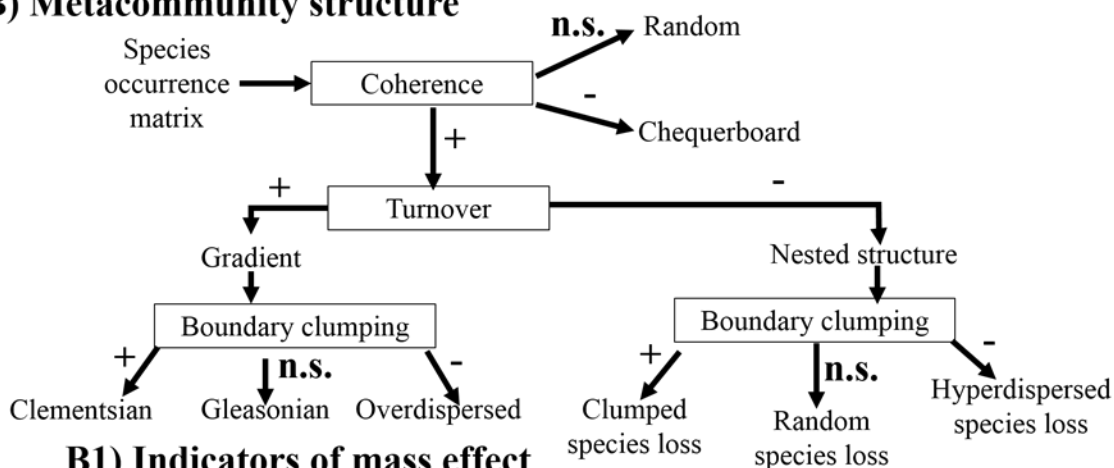 B) Metacommunity structure
n.s.
Random
Species
occurrence
matrix
Coherence
-
Chequerboard
+
+
Turnover
-
Gradient
Nested structure
Boundary clumping
Boundary clumping
+
n.s.
-
+
n.s.
-
Clementsian
Gleasonian
Overdispersed
Clumped
species loss
Random
species loss
Hyperdispersed
species loss
B1) Indicators of mass effect